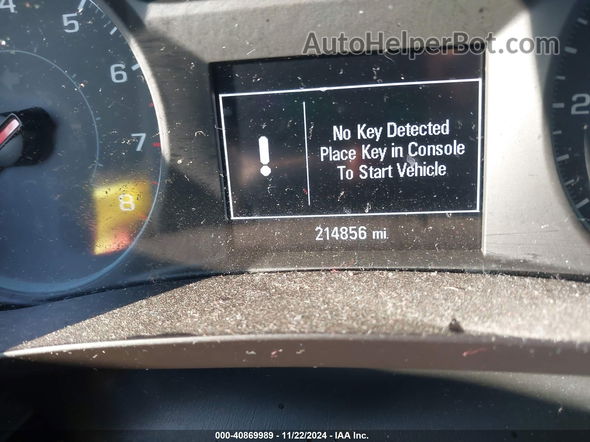 AutoHelperBot.com
4
5
6
7
8
2
No Key Detected
Place Key in Console
To Start Vehicle
214856 mi
000-40869989 - 11/22/2024 - IAA Inc.